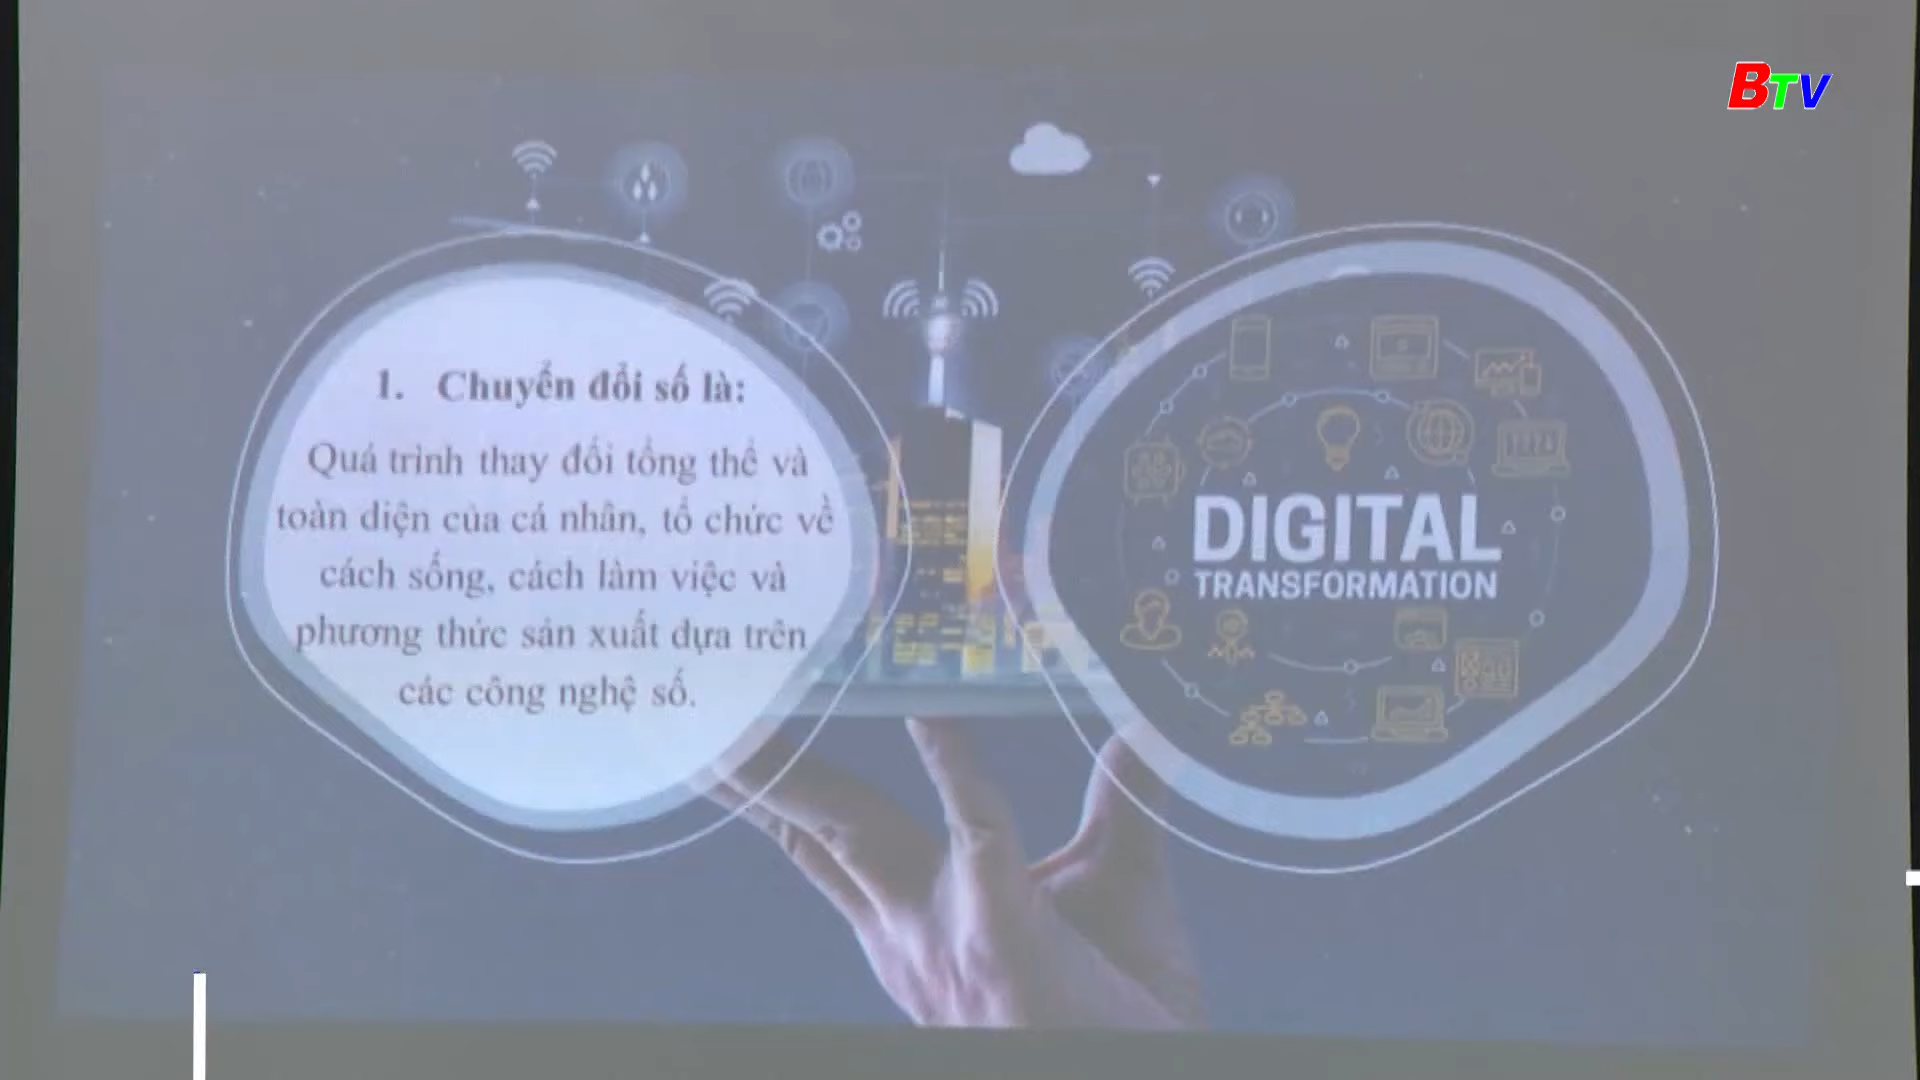 BTV
1. Chuyển đổi số là:
Quá trình thay đổi tổng thể và
toàn diện của cá nhân, tổ chức về
cách sống, cách làm việc và
phương thức sản xuất dựa trên
các công nghệ số.
DIGITAL
TRANSFORMATION